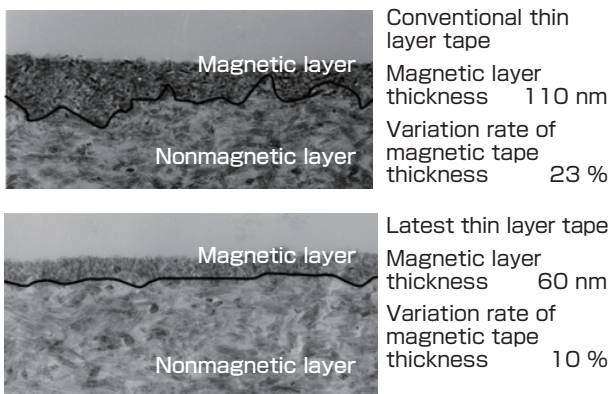 Magnetic layer
Nonmagnetic layer
Conventional thin
layer tape
Magnetic layer
thickness 110 nm
Variation rate of
magnetic tape
thickness 23 %
Magnetic layer
Nonmagnetic layer
Latest thin layer tape
Magnetic layer
thickness 60 nm
Variation rate of
magnetic tape
thickness 10 %